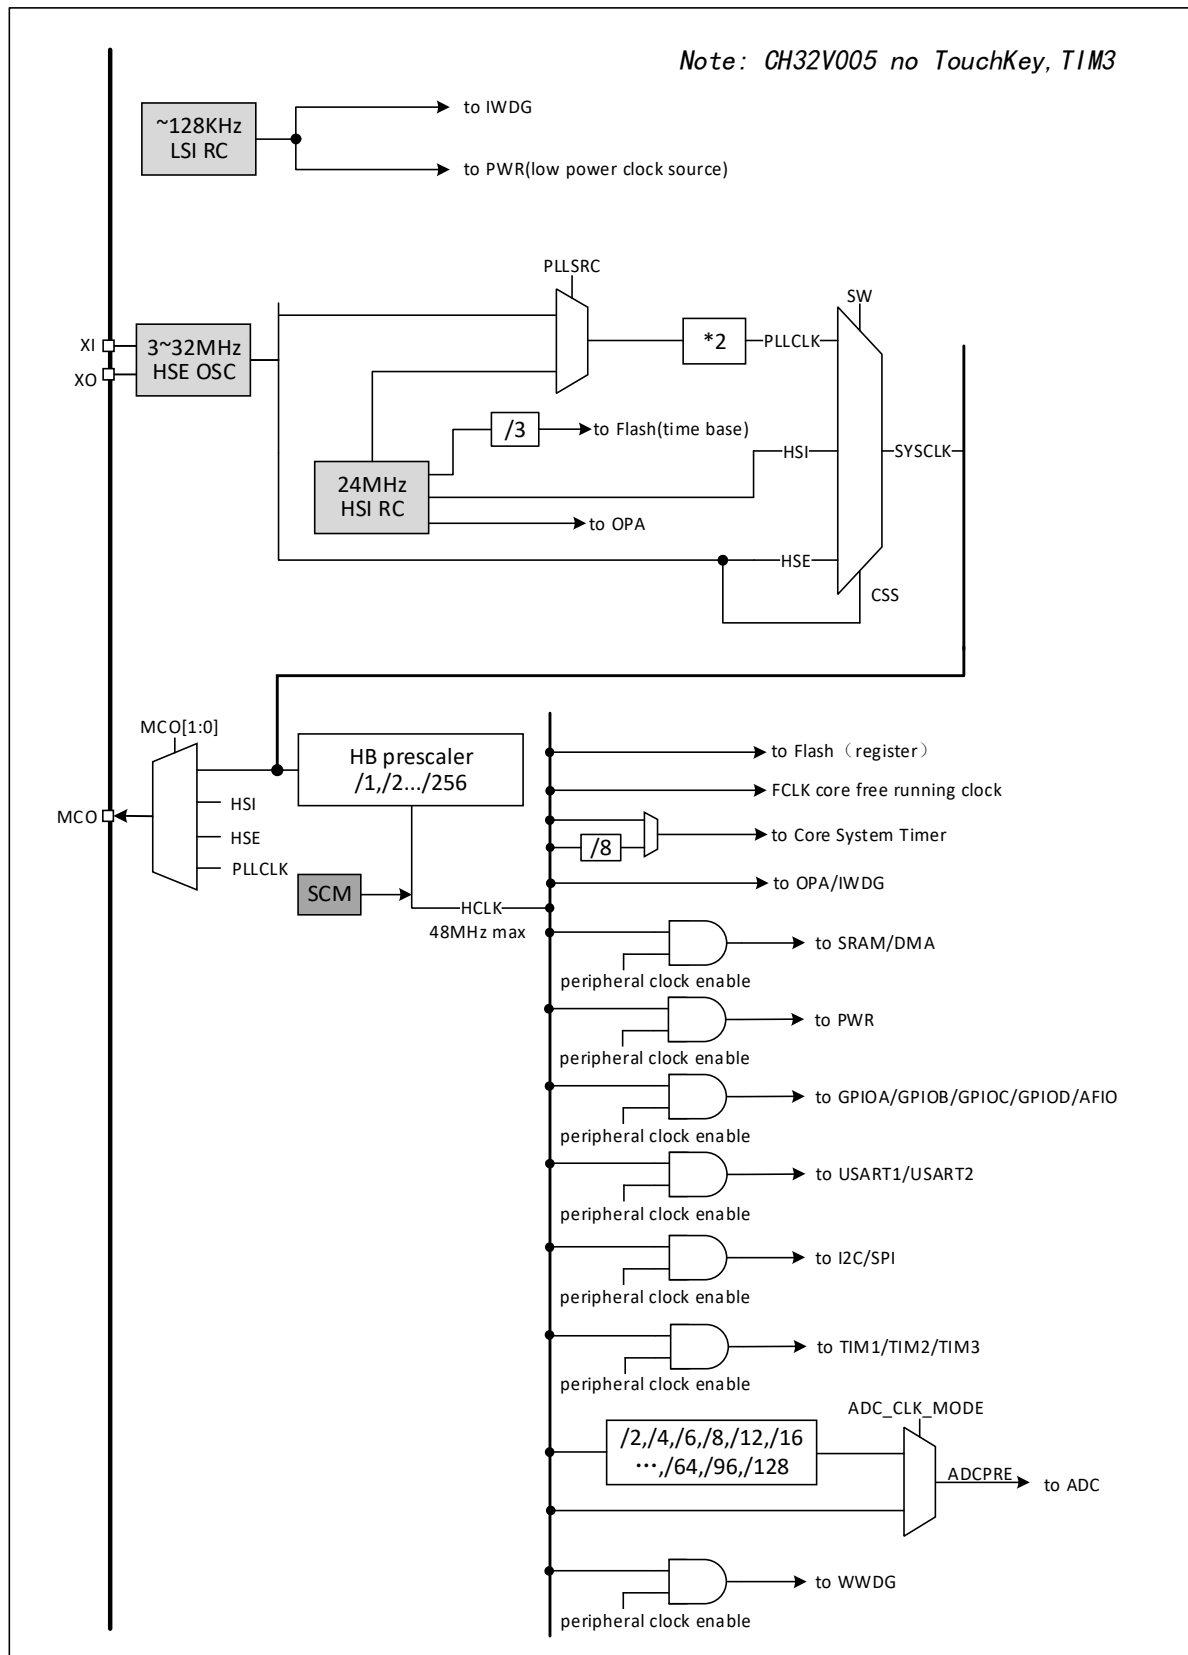 Note: CH32V005 no TouchKey, TIM3
~128KHz
LSI RC
to IWDG
to PWR(low power clock source)
PLLSRC
SW
XI
XO
3~32MHz
HSE OSC
*2
PLLCLK
/3
to Flash(time base)
24MHz
HSI RC
HSI
SYSCLK
to OPA
HSE
CSS
MCO[1:0]
HB prescaler
/1,/2.../256
HSI
HSE
PLLCLK
MCO
SCM
HCLK
48MHz max
to Flash（register）
FCLK core free running clock
/8
to Core System Timer
to OPA/IWDG
to SRAM/DMA
peripheral clock enable
to PWR
peripheral clock enable
to GPIOA/GPIOB/GPIOC/GPIOD/AFIO
peripheral clock enable
to USART1/USART2
peripheral clock enable
to I2C/SPI
peripheral clock enable
to TIM1/TIM2/TIM3
peripheral clock enable
ADC_CLK_MODE
/2,/4,/6,/8,/12,/16
…,/64,/96,/128
ADCPRE
to ADC
to WWDG
peripheral clock enable